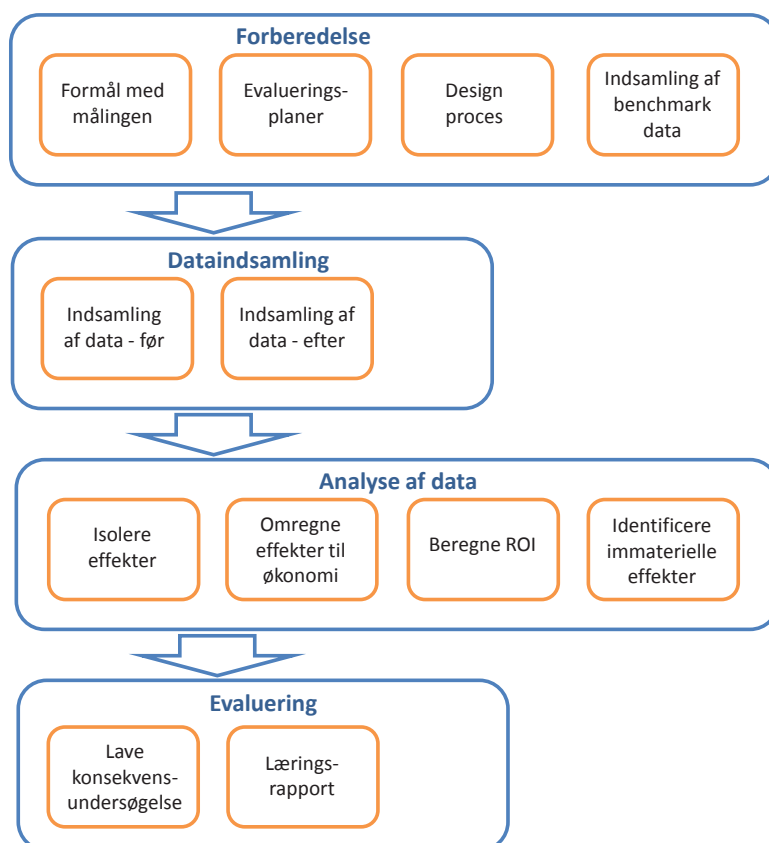 Forberedelse
Formål med
målingen
Evaluerings-
planer
Design
proces
Indsamling af
benchmark
data
Dataindsamling
Indsamling
af data - før
Indsamling af
data - efter
Analyse af data
Isolere
effekter
Omregne
effekter til
økonomi
Beregne ROI
Identificere
immaterielle
effekter
Evaluering
Lave
konsekvens-
undersøgelse
Lærings-
rapport